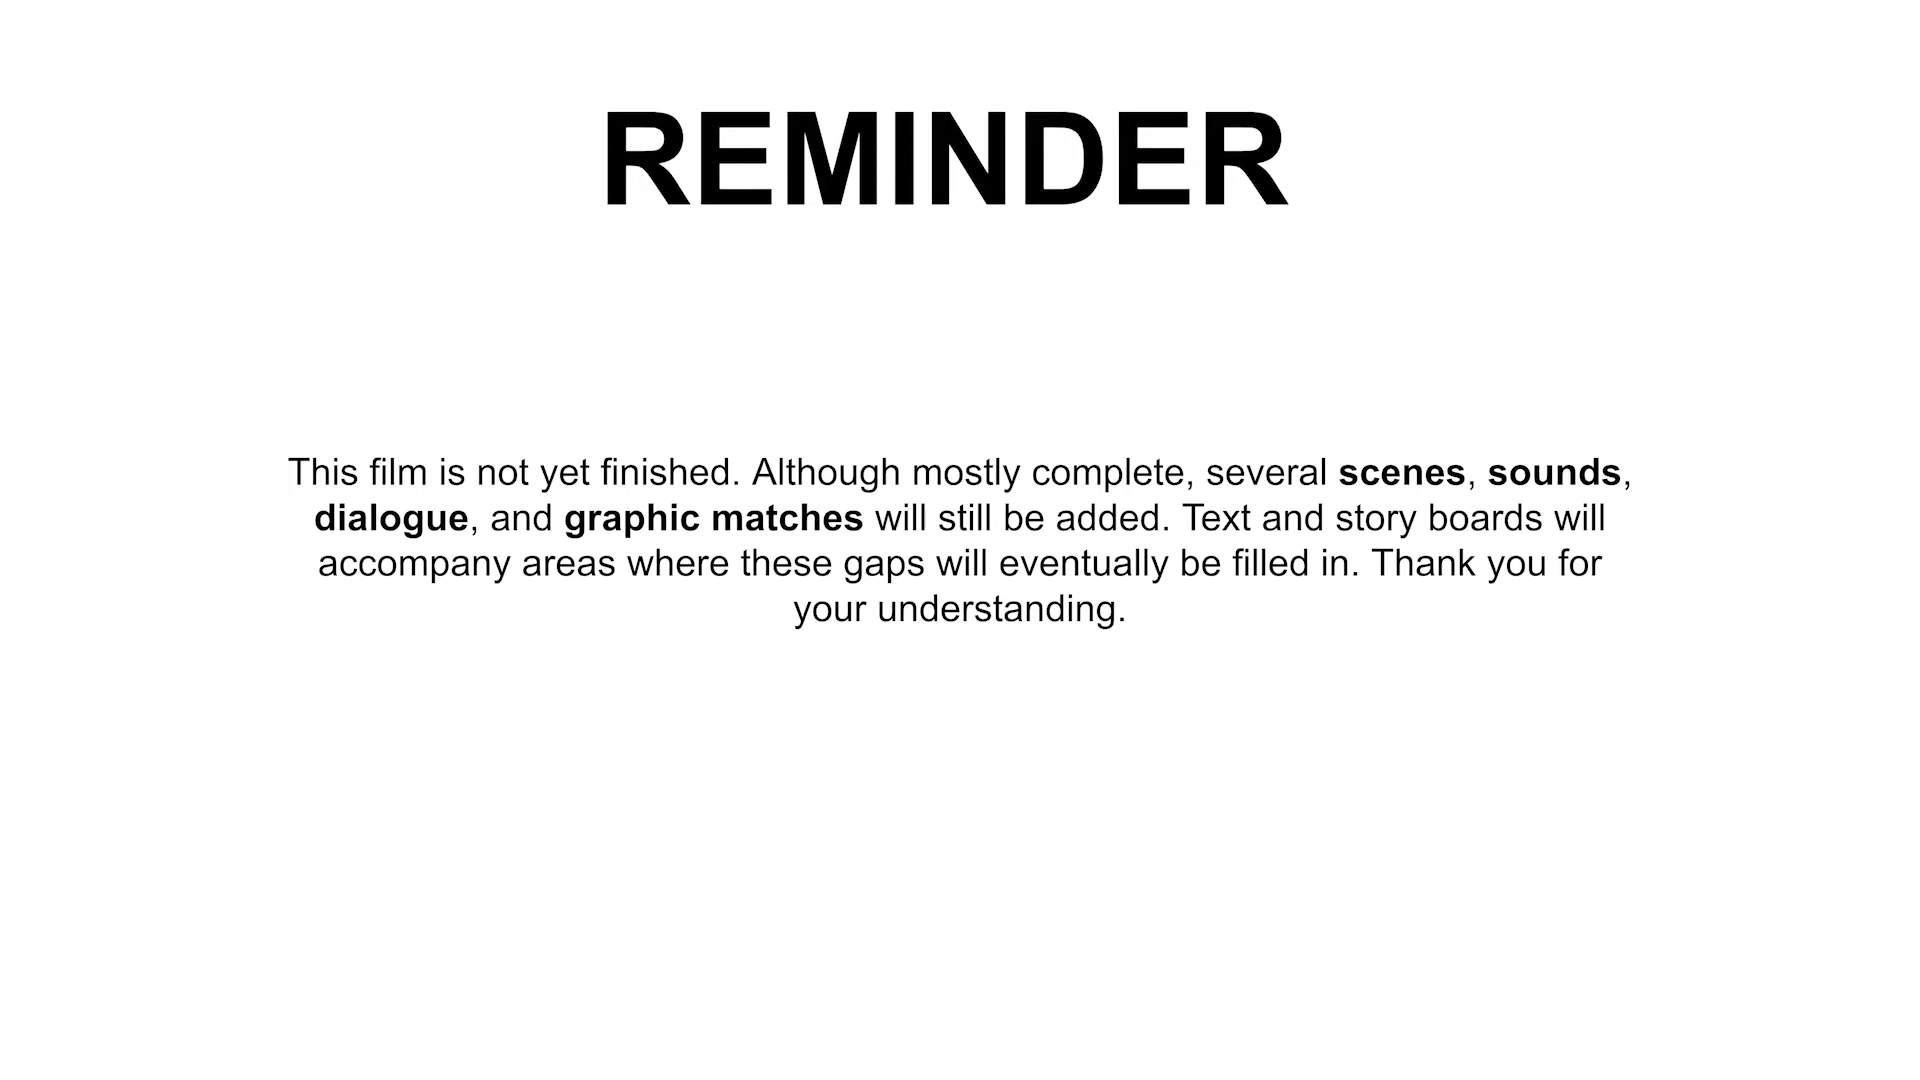 REMINDER
This film is not yet finished. Although mostly complete, several scenes, sounds,
dialogue, and graphic matches will still be added. Text and story boards will
accompany areas where these gaps will eventually be filled in. Thank you for
your understanding.